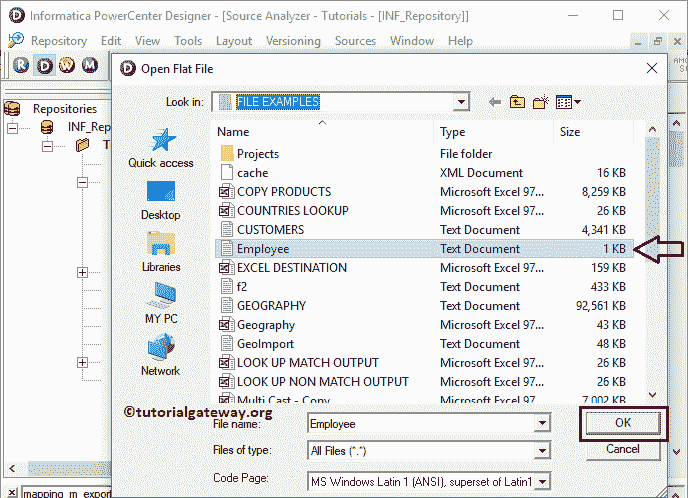 Informatica PowerCenter Designer - [Source Analyzer - Tutorials - [INF_Repository]]
Repository Edit View Tools Layout Versioning Sources Window Help
R D W M
Open Flat File
Look in: FILE EXAMPLES
Repositories
INF_Repo
T
Quick access
Desktop
Libraries
MY PC
Network
Name Type Size
Projects File folder
cache XML Document 16 KB
COPY PRODUCTS Microsoft Excel 97... 8,259 KB
COUNTRIES LOOKUP Microsoft Excel 97... 26 KB
CUSTOMERS Text Document 4,341 KB
Employee Text Document 1 KB
EXCEL DESTINATION Microsoft Excel 97... 159 KB
f2 Text Document 433 KB
GEOGRAPHY Text Document 92,561 KB
Geography Microsoft Excel 97... 43 KB
GeoImport Text Document 48 KB
LOOK UP MATCH OUTPUT Microsoft Excel 97... 26 KB
LOOK UP NON MATCH OUTPUT Microsoft Excel 97... 26 KB
Multi Cast - Copy Microsoft Excel 97... 7,002 KB
©tutorialgateway.org
File name: Employee OK
Files of type: All Files (*.*) Cancel
Code Page: MS Windows Latin 1 (ANSI), superset of Latin1
mapping m_expor